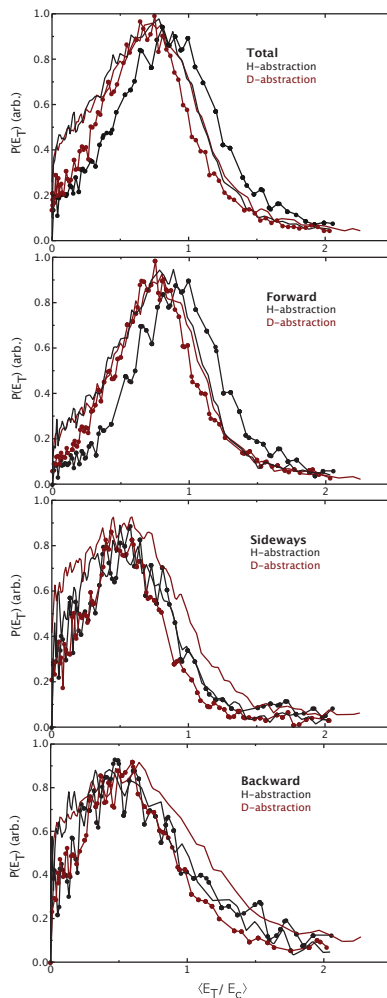 1.0
0.8
0.6
0.4
0.2
0.0
P(E_T) (arb.)
Total
H-abstraction
D-abstraction
0
1
2
1.0
0.8
0.6
0.4
0.2
0.0
P(E_T) (arb.)
Forward
H-abstraction
D-abstraction
0
1
2
1.0
0.8
0.6
0.4
0.2
0.0
P(E_T) (arb.)
Sideways
H-abstraction
D-abstraction
0
1
2
1.0
0.8
0.6
0.4
0.2
0.0
P(E_T) (arb.)
Backward
H-abstraction
D-abstraction
0
1
2
⟨E_T / E_c⟩